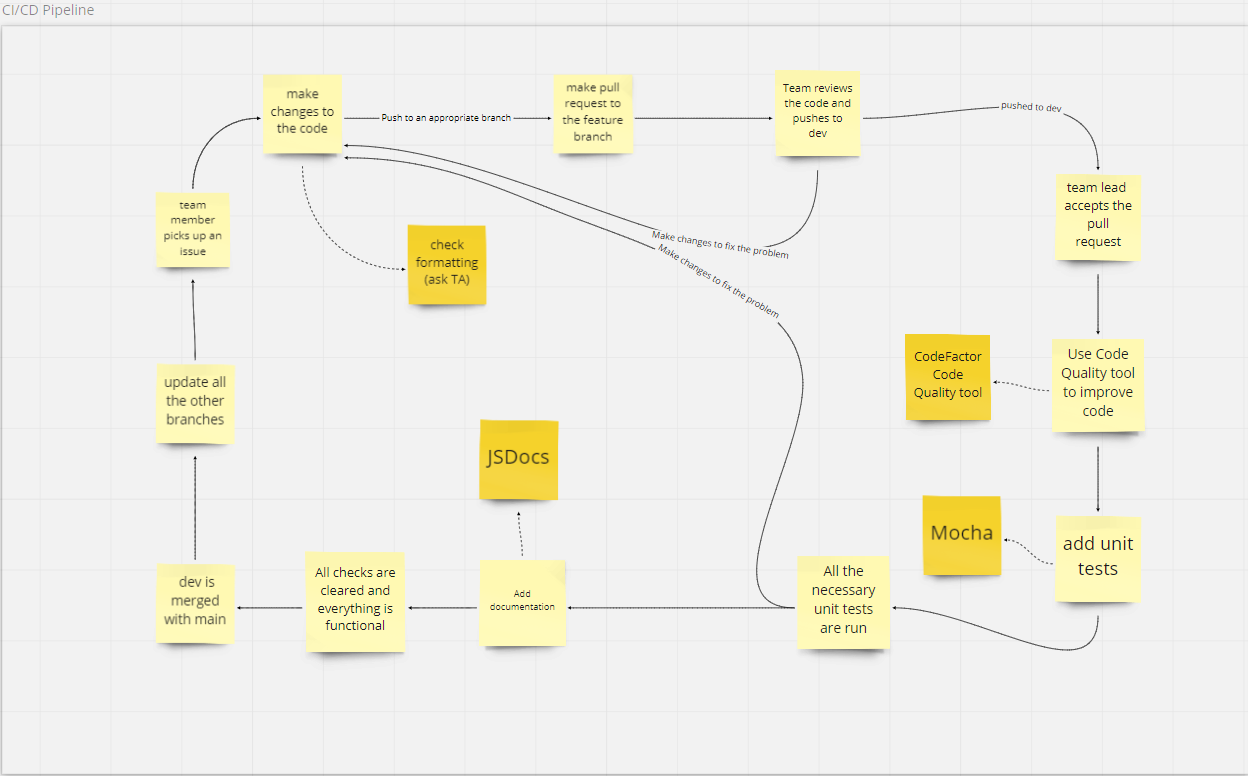 CI/CD Pipeline
make
changes to
the code
Push to an appropriate branch
make pull
request to
the feature
branch
Team reviews
the code and
pushes to
dev
pushed to dev
team lead
accepts the
pull
request
team
member
picks up an
issue
check
formatting
(ask TA)
Make changes to fix the problem
Make changes to fix the problem
CodeFactor
Code
Quality tool
Use Code
Quality tool
to improve
code
update all
the other
branches
JSDocs
Mocha
add unit
tests
dev is
merged
with main
All checks are
cleared and
everything is
functional
Add
documentation
All the
necessary
unit tests
are run